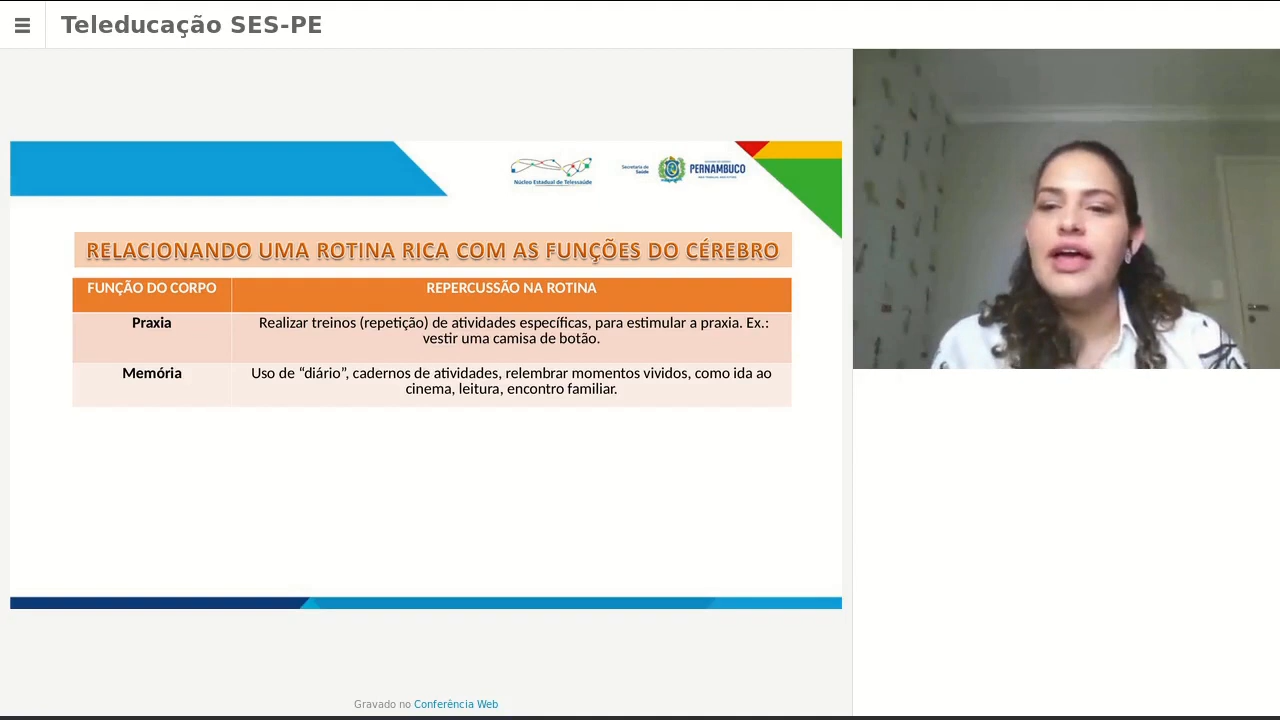 Teleducação SES-PE
Núcleo Estadual de Telessaúde
Secretaria de
Saúde
PERNAMBUCO
RELACIONANDO UMA ROTINA RICA COM AS FUNÇÕES DO CÉREBRO
FUNÇÃO DO CORPO
REPERCUSSÃO NA ROTINA
Praxia
Realizar treinos (repetição) de atividades específicas, para estimular a praxia. Ex.:
vestir uma camisa de botão.
Memória
Uso de “diário”, cadernos de atividades, relembrar momentos vividos, como ida ao
cinema, leitura, encontro familiar.
Gravado no Conferência Web